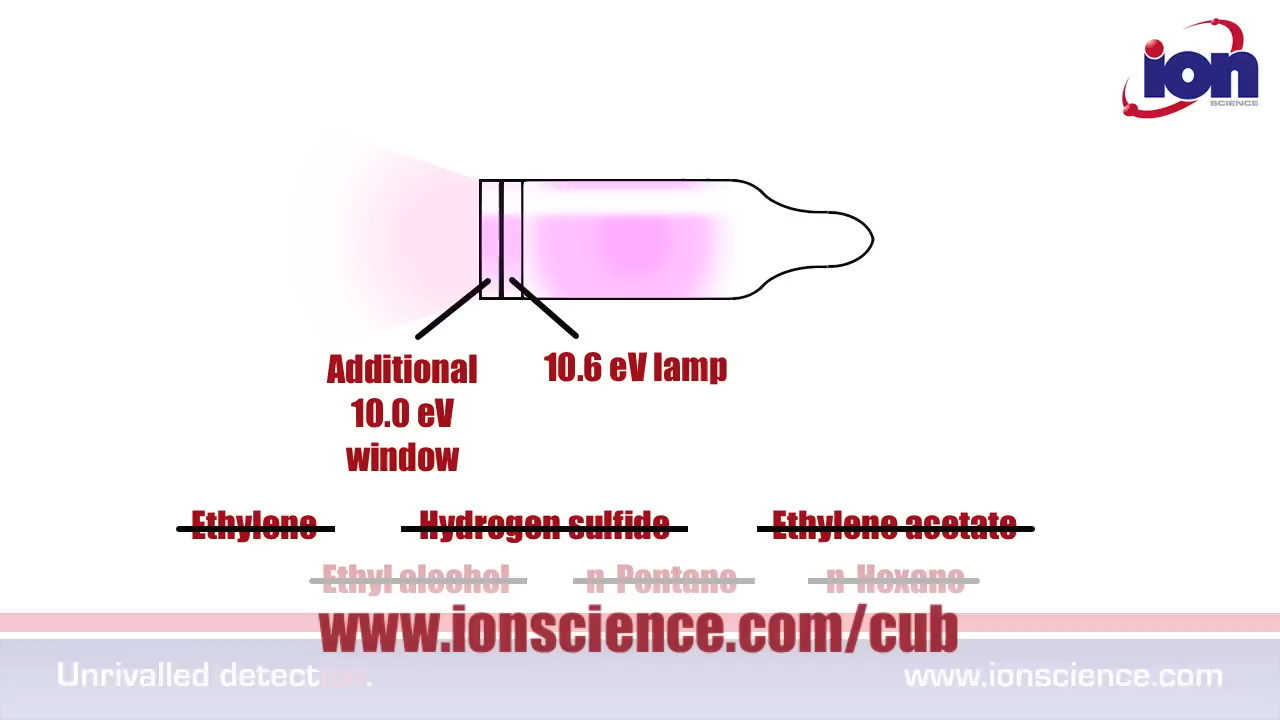 ion
SCIENCE
Additional
10.0 eV
window
10.6 eV lamp
Ethylene Hydrogen sulfide Ethylene acetate
Ethyl alcohol n-Pentane n-Hexane
www.ionscience.com/cub
Unrivalled detection.
www.ionscience.com